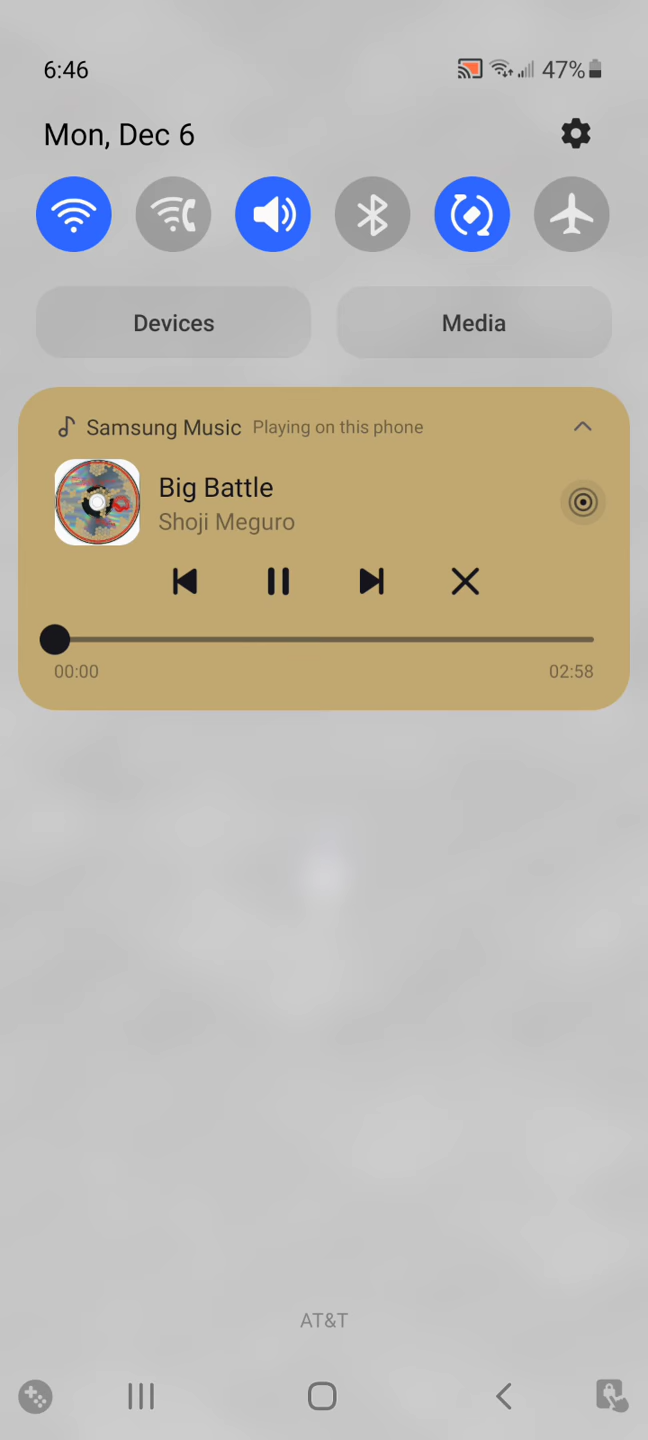 6:46 47%
Mon, Dec 6
Devices Media
Samsung Music Playing on this phone
Big Battle
Shoji Meguro
00:00 02:58
AT&T